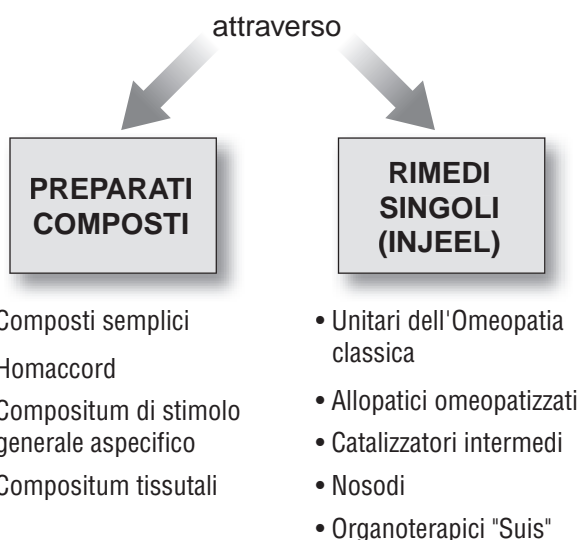 attraverso
PREPARATI
COMPOSTI
Composti semplici
Homaccord
Compositum di stimolo
generale aspecifico
Compositum tissutali
RIMEDI
SINGOLI
(INJEEL)
• Unitari dell'Omeopatia
classica
• Allopatici omeopatizzati
• Catalizzatori intermedi
• Nosodi
• Organoterapici "Suis"